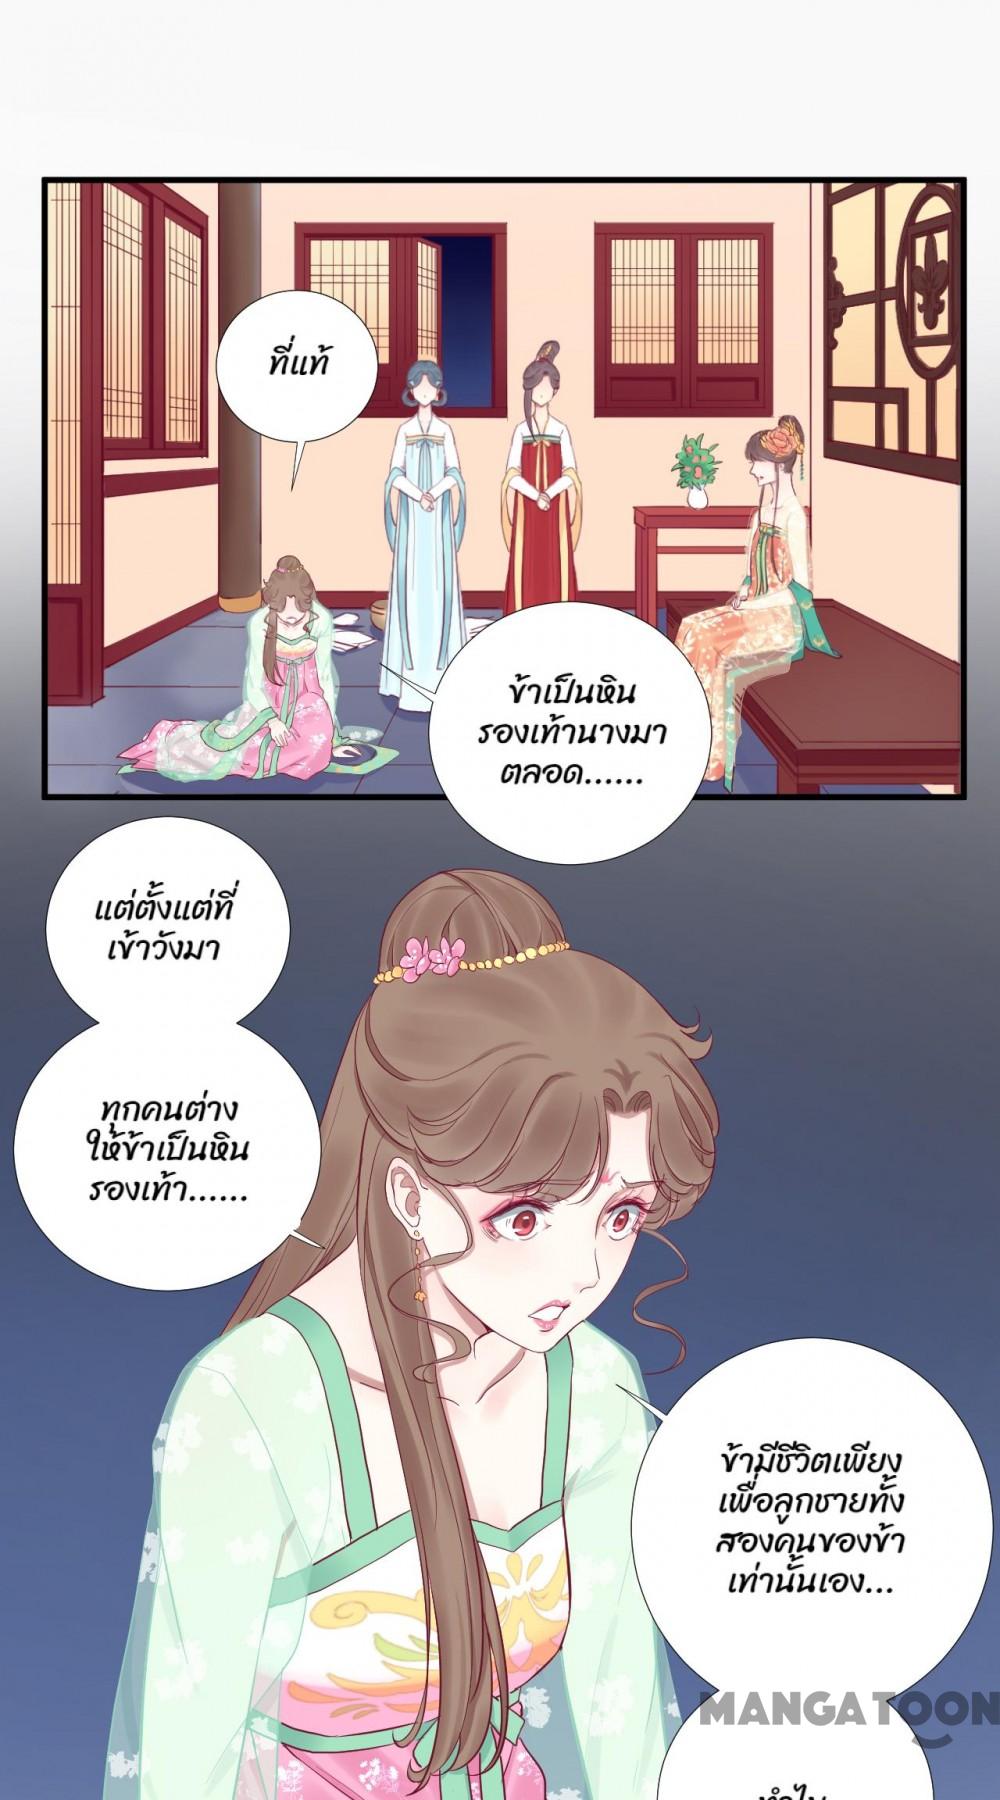 ที่แท้
ข้าเป็นหิน
รองเท้านางมา
ตลอด......
แต่ตั้งแต่ที่
เข้าวังมา
ทุกคนต่าง
ให้ข้าเป็นหิน
รองเท้า......
ข้ามีชีวิตเพียง
เพื่อลูกชายทั้ง
สองคนของข้า
เท่านั้นเอง...
MANGATOON